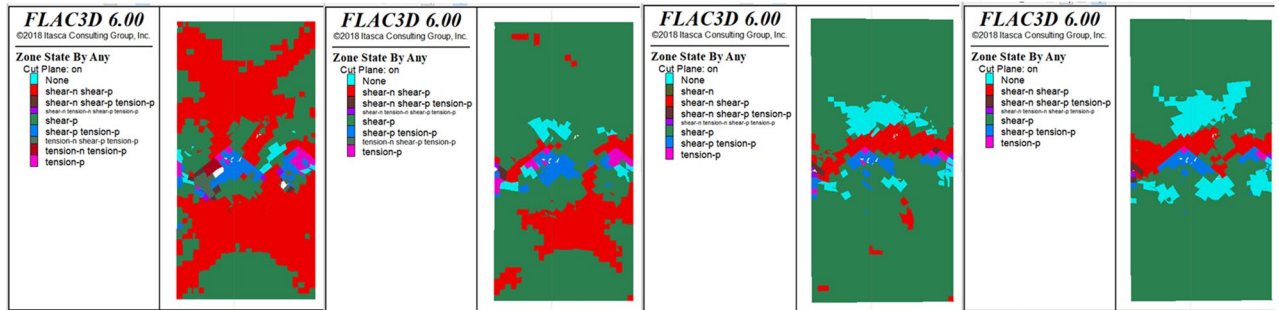 FLAC3D 6.00
©2018 Itasca Consulting Group, Inc.
Zone State By Any
Cut Plane: on
None
shear-n shear-p
shear-n shear-p tension-p
shear-n tension-n shear-p tension-p
shear-p
shear-p tension-p
tension-n shear-p tension-p
tension-n tension-p
tension-p
FLAC3D 6.00
©2018 Itasca Consulting Group, Inc.
Zone State By Any
Cut Plane: on
None
shear-n shear-p
shear-n shear-p tension-p
shear-n tension-n shear-p tension-p
shear-p
shear-p tension-p
tension-n shear-p tension-p
tension-p
FLAC3D 6.00
©2018 Itasca Consulting Group, Inc.
Zone State By Any
Cut Plane: on
None
shear-n
shear-n shear-p
shear-n shear-p tension-p
shear-n tension-n shear-p tension-p
shear-p
shear-p tension-p
tension-p
FLAC3D 6.00
©2018 Itasca Consulting Group, Inc.
Zone State By Any
Cut Plane: on
None
shear-n shear-p
shear-n shear-p tension-p
shear-n tension-n shear-p tension-p
shear-p
shear-p tension-p
tension-p